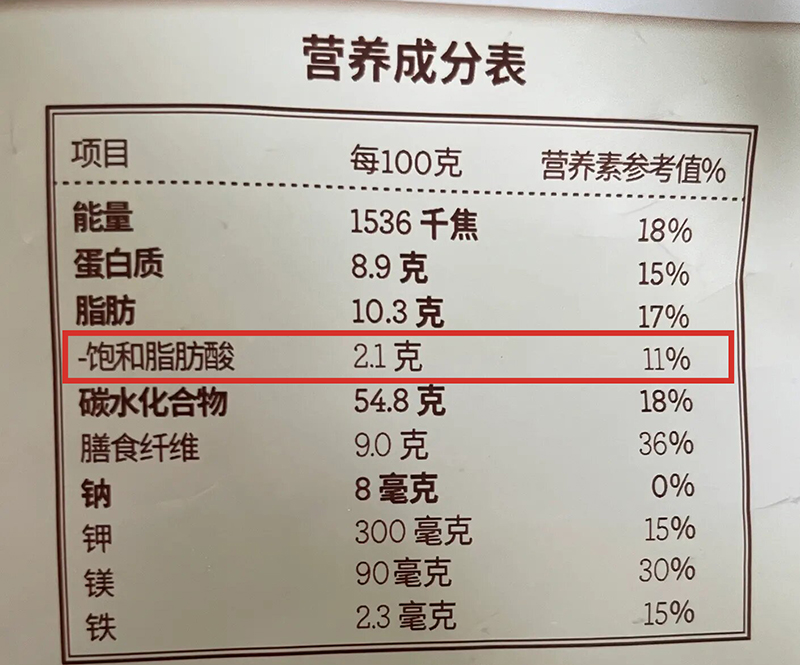 营养成分表
项目 每100克 营养素参考值%
能量 1536 千焦 18%
蛋白质 8.9 克 15%
脂肪 10.3 克 17%
-饱和脂肪酸 2.1 克 11%
碳水化合物 54.8 克 18%
膳食纤维 9.0 克 36%
钠 8 毫克 0%
钾 300 毫克 15%
镁 90毫克 30%
铁 2.3 毫克 15%